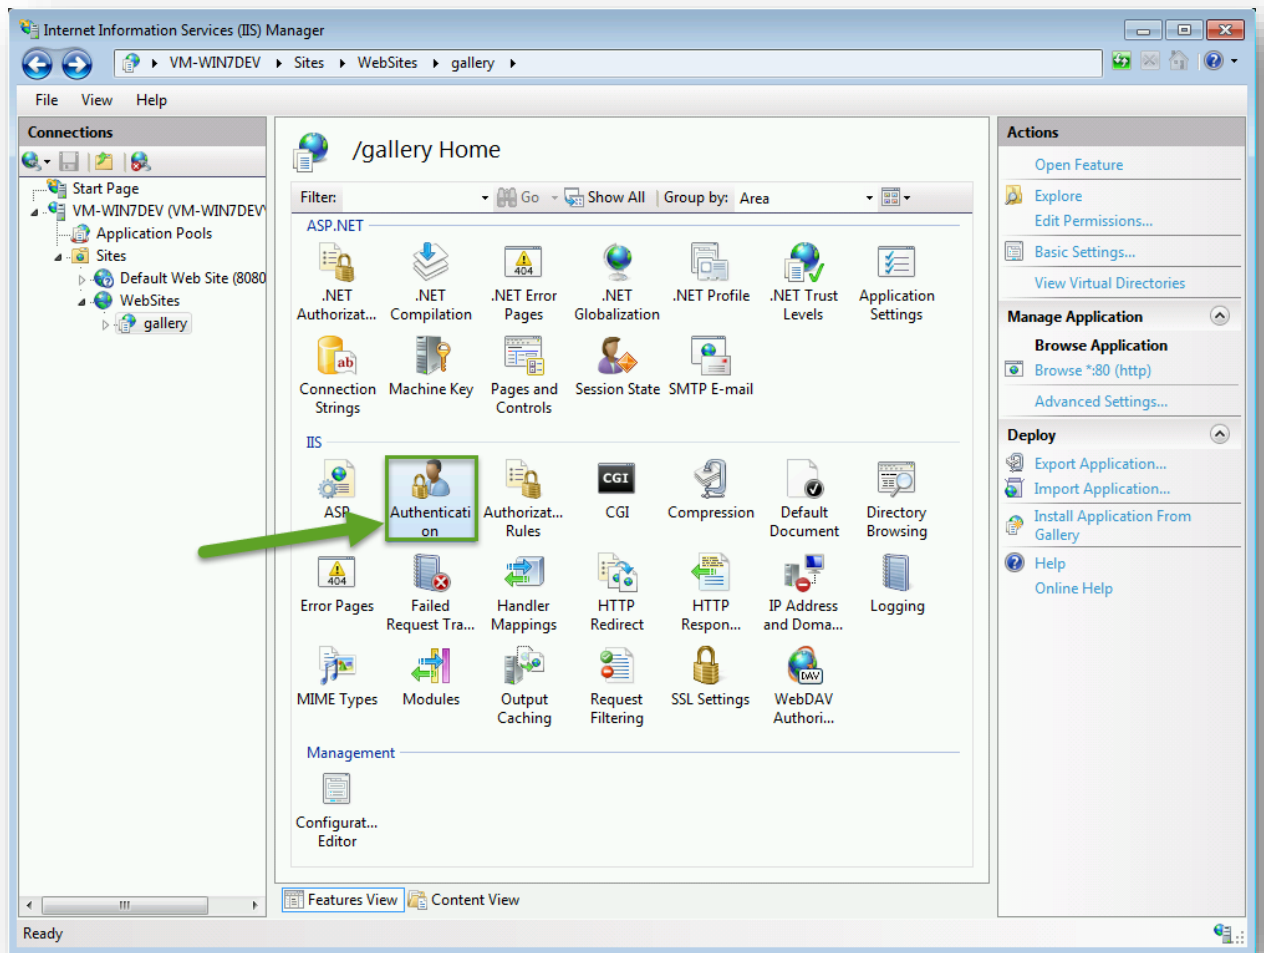 Internet Information Services (IIS) Manager
VM-WIN7DEV Sites WebSites gallery
File View Help
Connections
Start Page
VM-WIN7DEV (VM-WIN7DEV
Application Pools
Sites
Default Web Site (8080
WebSites
gallery
/gallery Home
Filter: Go Show All Group by: Area
ASP.NET
.NET Authorizat...
.NET Compilation
.NET Error Pages
.NET Globalization
.NET Profile
.NET Trust Levels
Application Settings
Connection Strings
Machine Key
Pages and Controls
Session State
SMTP E-mail
IIS
ASP
Authenticati
on
Authorizat...
Rules
CGI
Compression
Default Document
Directory Browsing
Error Pages
Failed Request Tra...
Handler Mappings
HTTP Redirect
HTTP Respon...
IP Address and Doma...
Logging
MIME Types
Modules
Output Caching
Request Filtering
SSL Settings
WebDAV Authori...
Management
Configurat...
Editor
Features View Content View
Actions
Open Feature
Explore
Edit Permissions...
Basic Settings...
View Virtual Directories
Manage Application
Browse Application
Browse *:80 (http)
Advanced Settings...
Deploy
Export Application...
Import Application...
Install Application From
Gallery
Help
Online Help
Ready
404
ab
CGI
404
DAV